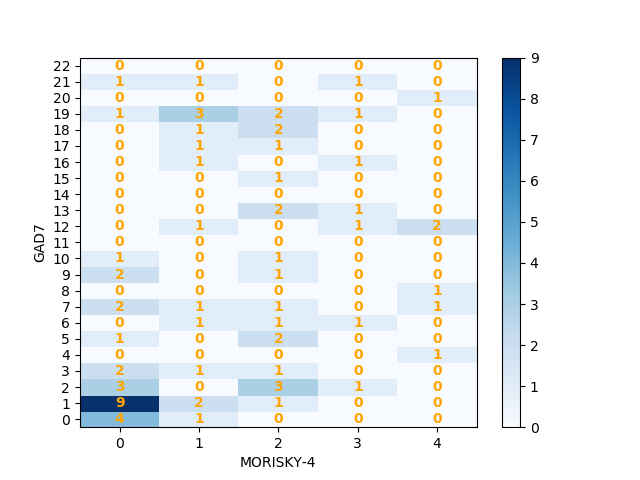 22 0 0 0 0 0
21 1 1 0 1 0
20 0 0 0 0 1
19 1 3 2 1 0
18 0 1 2 0 0
17 0 1 1 0 0
16 0 1 0 1 0
15 0 0 1 0 0
14 0 0 0 0 0
13 0 0 2 1 0
12 0 1 0 1 2
11 0 0 0 0 0
10 1 0 1 0 0
9 2 0 1 0 0
8 0 0 0 0 1
7 2 1 1 0 1
6 0 1 1 1 0
5 1 0 2 0 0
4 0 0 0 0 1
3 2 1 1 0 0
2 3 0 3 1 0
1 9 2 1 0 0
0 4 1 0 0 0
0 1 2 3 4
MORISKY-4
GAD7
9
8
7
6
5
4
3
2
1
0